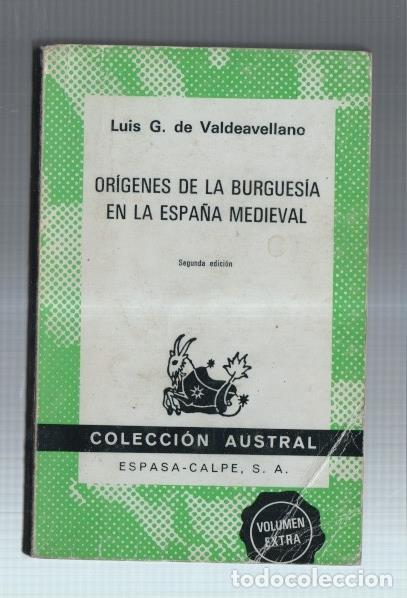 Luis G. de Valdeavellano
ORÍGENES DE LA BURGUESÍA
EN LA ESPAÑA MEDIEVAL
Segunda edición
COLECCIÓN AUSTRAL
ESPASA-CALPE, S. A.
VOLUMEN
EXTRA
todocoleccion